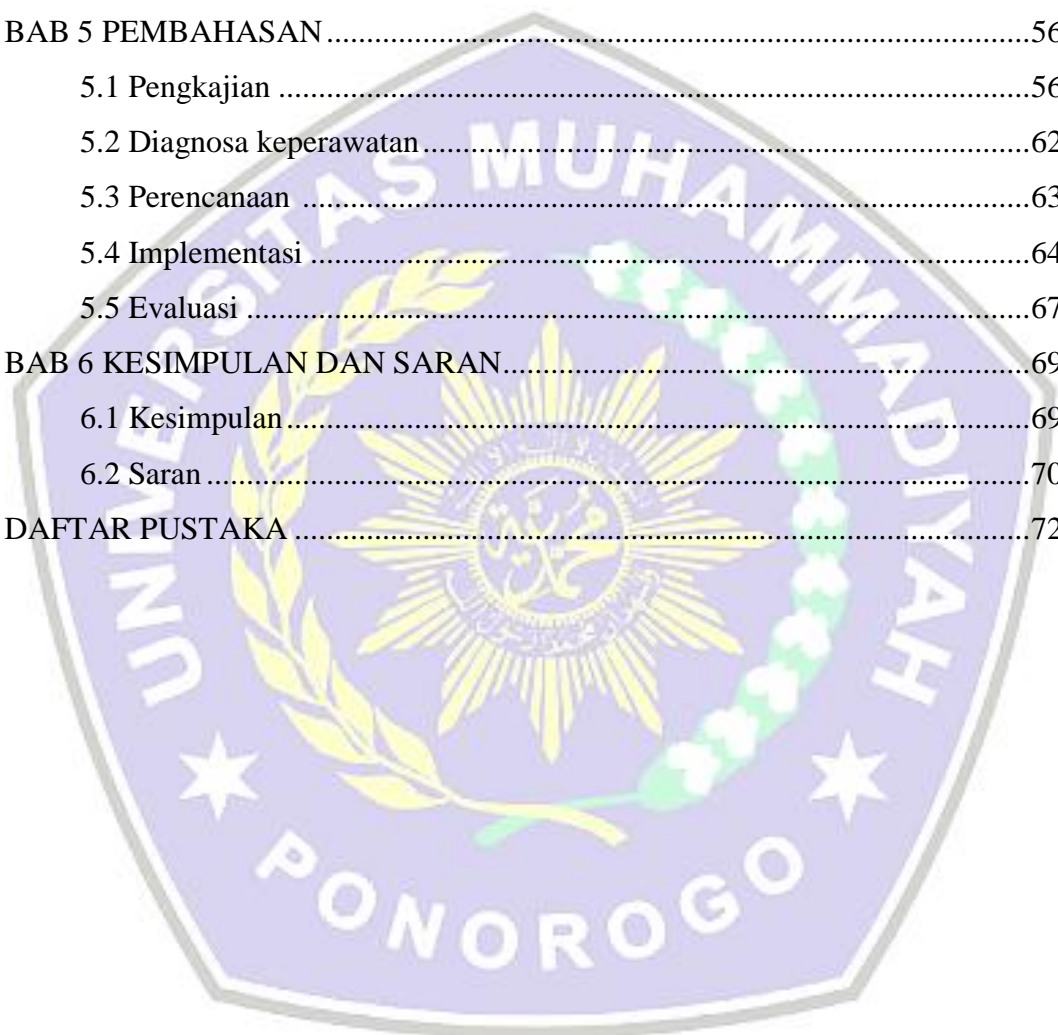 BAB 5 PEMBAHASAN ........................................ 56
5.1 Pengkajian ........................................ 56
5.2 Diagnosa keperawatan ........................................ 62
5.3 Perencanaan ........................................ 63
5.4 Implementasi ........................................ 64
5.5 Evaluasi ........................................ 67
BAB 6 KESIMPULAN DAN SARAN ........................................ 69
6.1 Kesimpulan ........................................ 69
6.2 Saran ........................................ 70
DAFTAR PUSTAKA ........................................ 72
UNIVERSITAS MUHAMMADIYAH
PONOROGO